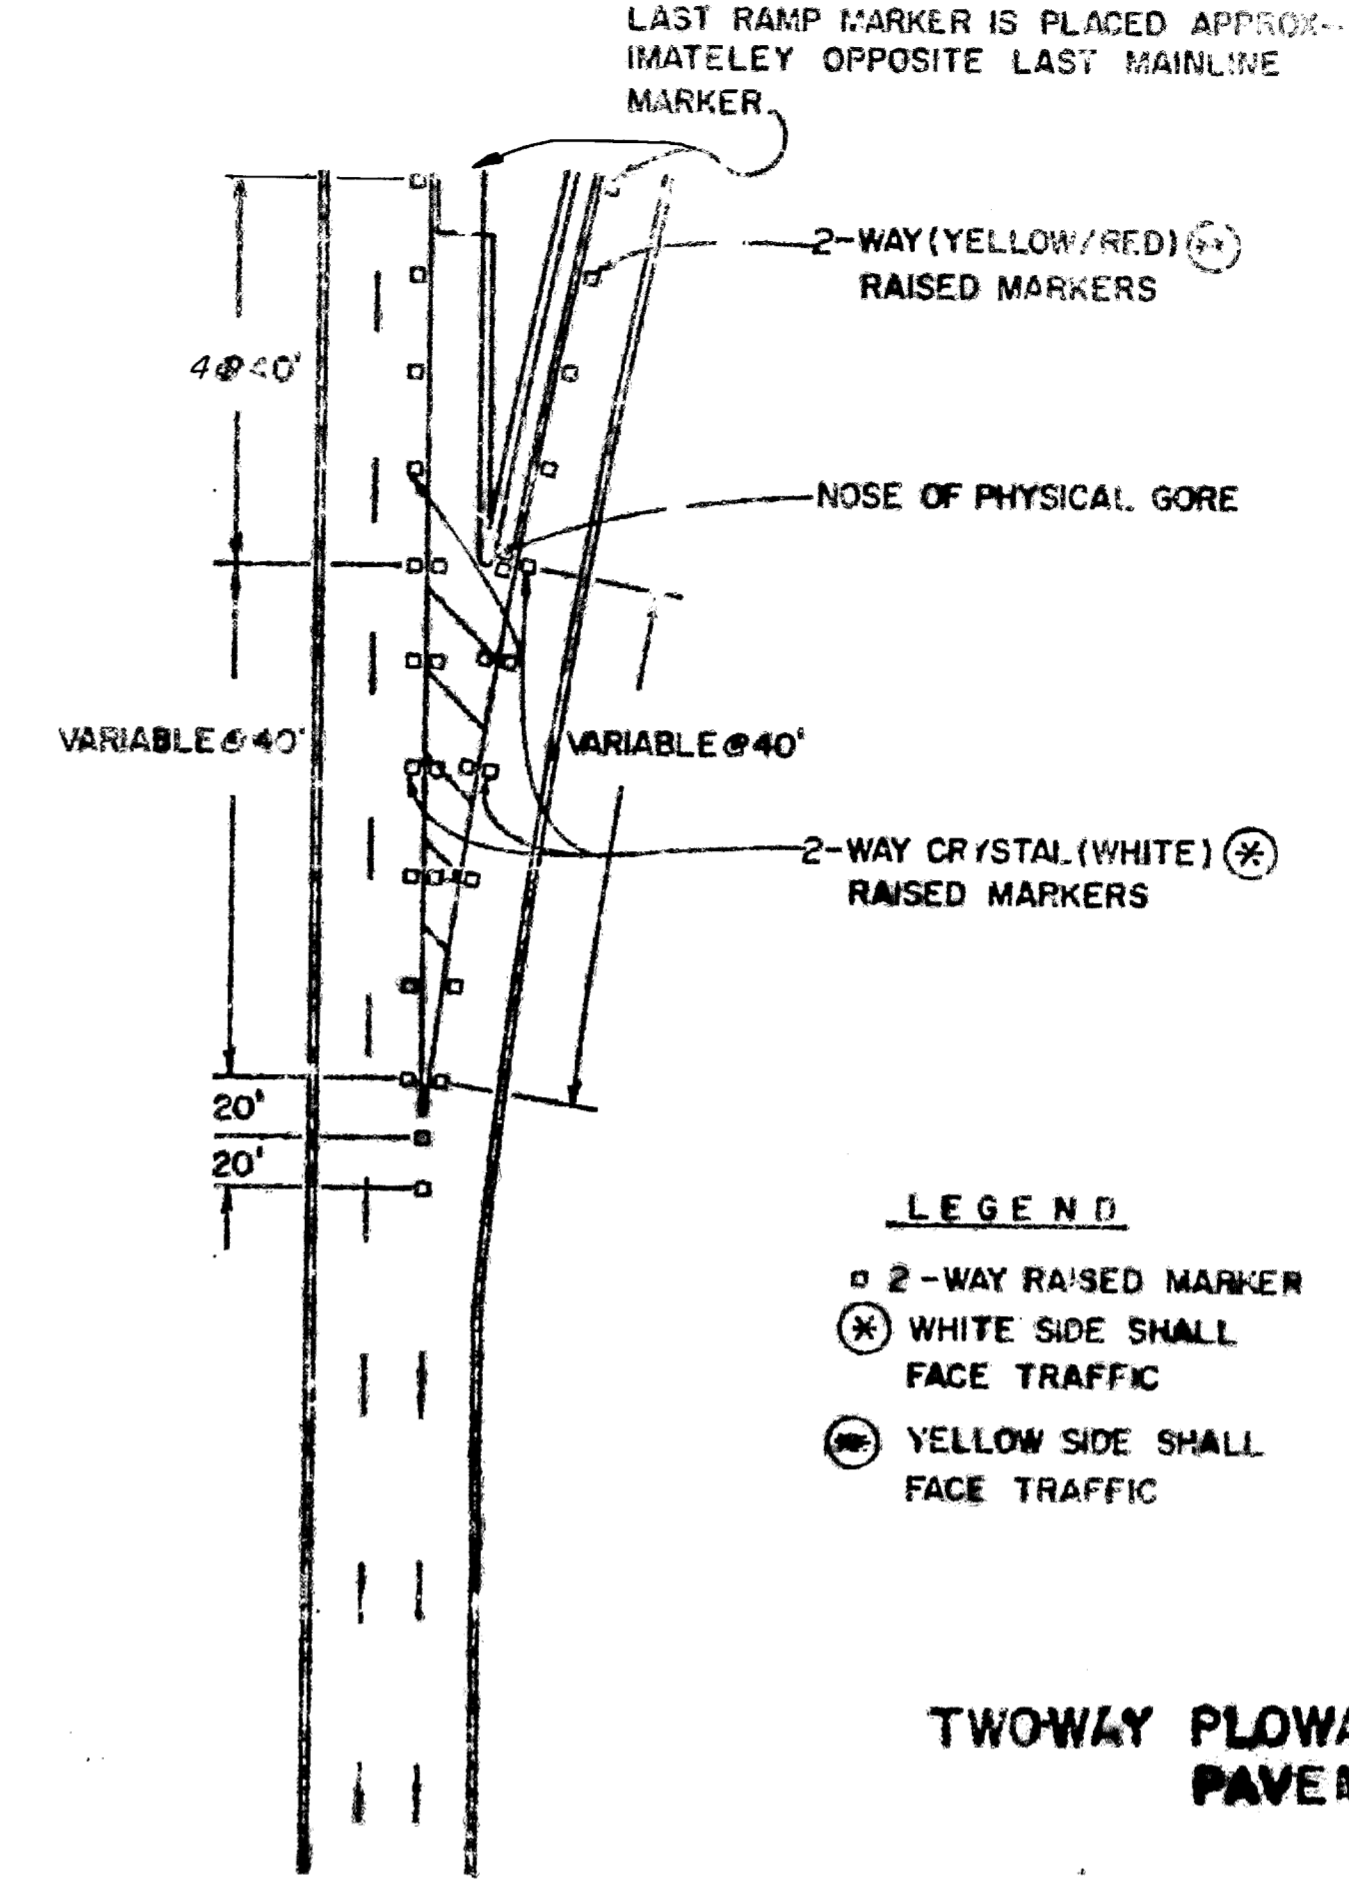 LAST RAMP MARKER IS PLACED APPROX-
IMATELEY OPPOSITE LAST MAINLINE
MARKER.
2-WAY (YELLOW/RED) (**)
RAISED MARKERS
4@40'
NOSE OF PHYSICAL GORE
VARIABLE@40'
VARIABLE@40'
2-WAY CRYSTAL (WHITE) (*)
RAISED MARKERS
20'
20'
LEGEND
2-WAY RAISED MARKER
(*) WHITE SIDE SHALL
FACE TRAFFIC
(**) YELLOW SIDE SHALL
FACE TRAFFIC
TWO-WAY PLOWA
PAVEM